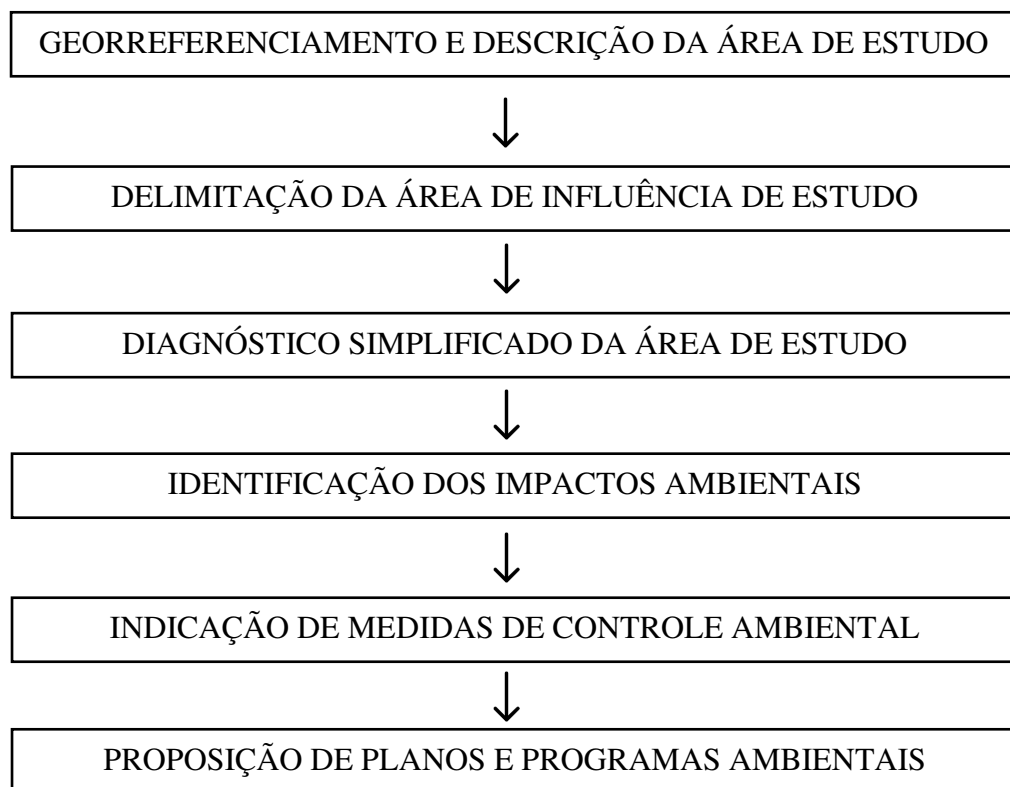 GEORREFERENCIAMENTO E DESCRIÇÃO DA ÁREA DE ESTUDO
DELIMITAÇÃO DA ÁREA DE INFLUÊNCIA DE ESTUDO
DIAGNÓSTICO SIMPLIFICADO DA ÁREA DE ESTUDO
IDENTIFICAÇÃO DOS IMPACTOS AMBIENTAIS
INDICAÇÃO DE MEDIDAS DE CONTROLE AMBIENTAL
PROPOSIÇÃO DE PLANOS E PROGRAMAS AMBIENTAIS